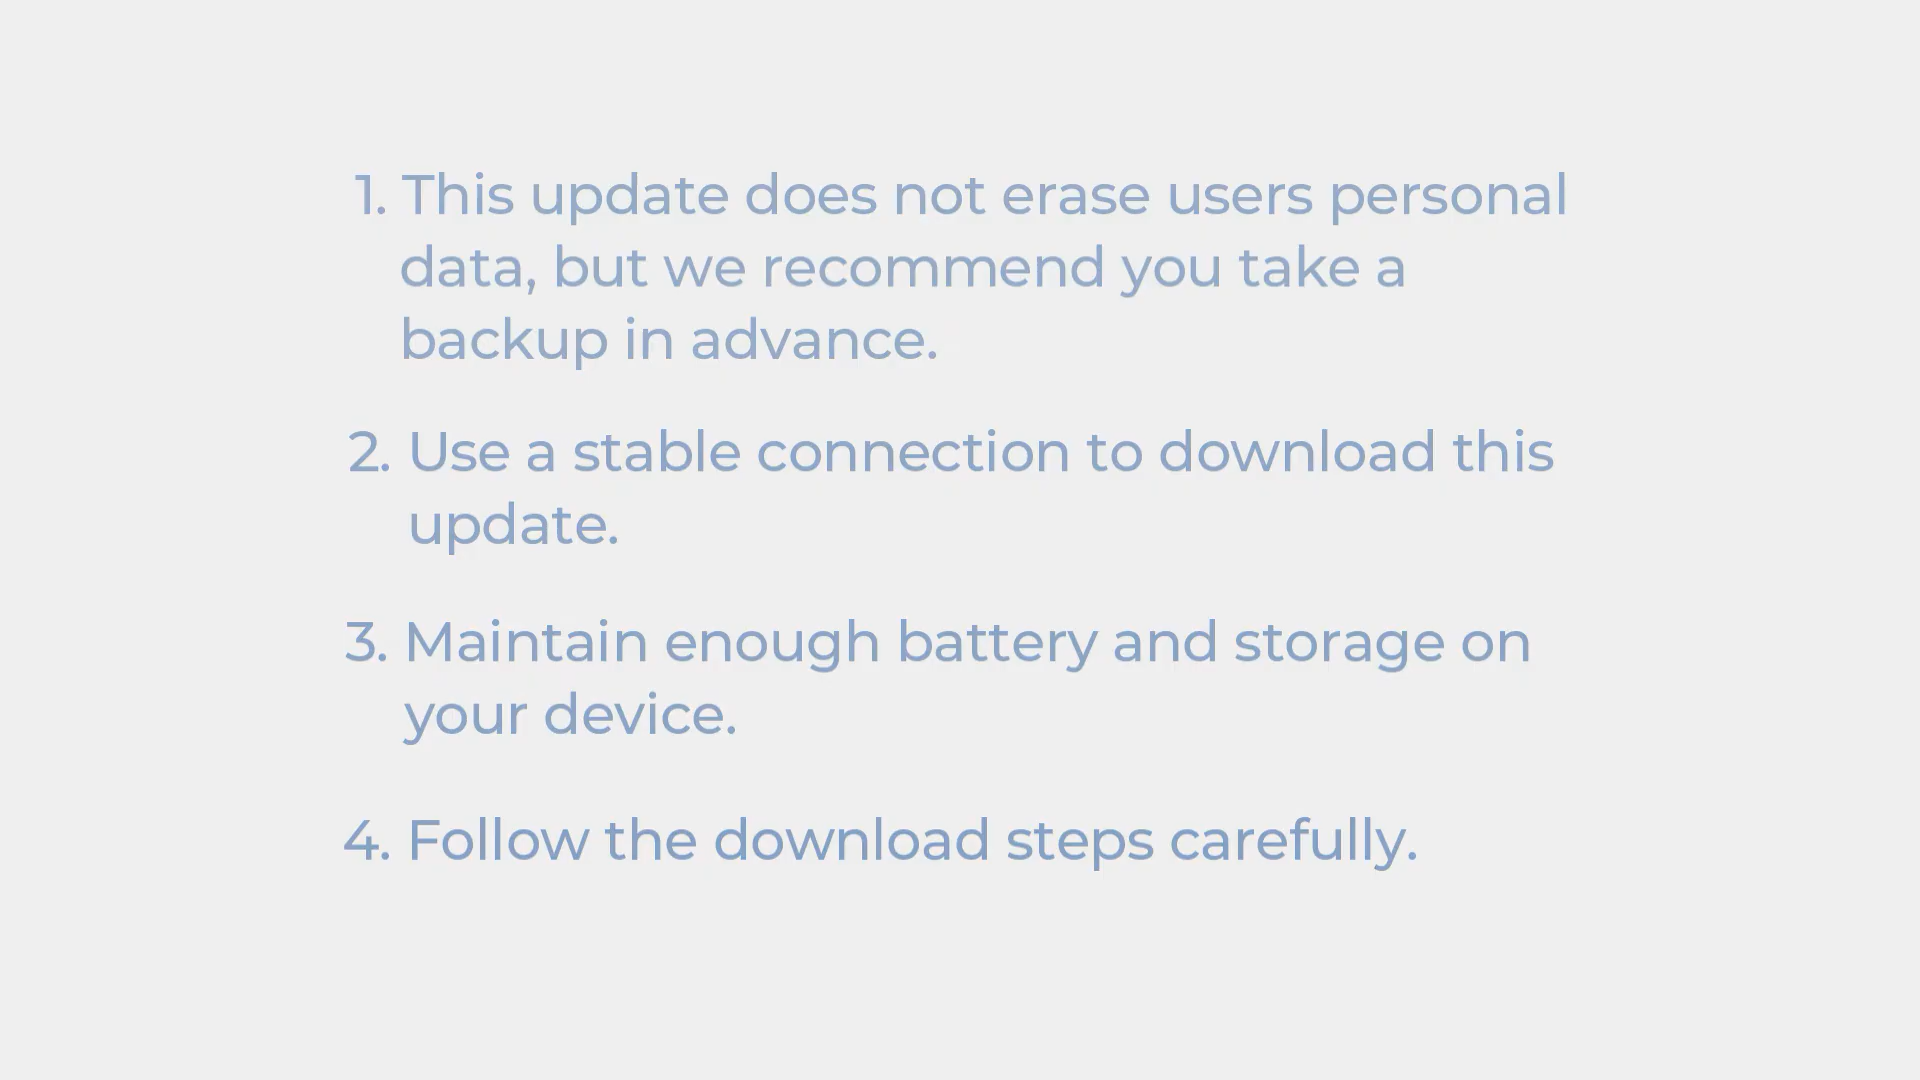 1. This update does not erase users personal
data, but we recommend you take a
backup in advance.
2. Use a stable connection to download this
update.
3. Maintain enough battery and storage on
your device.
4. Follow the download steps carefully.